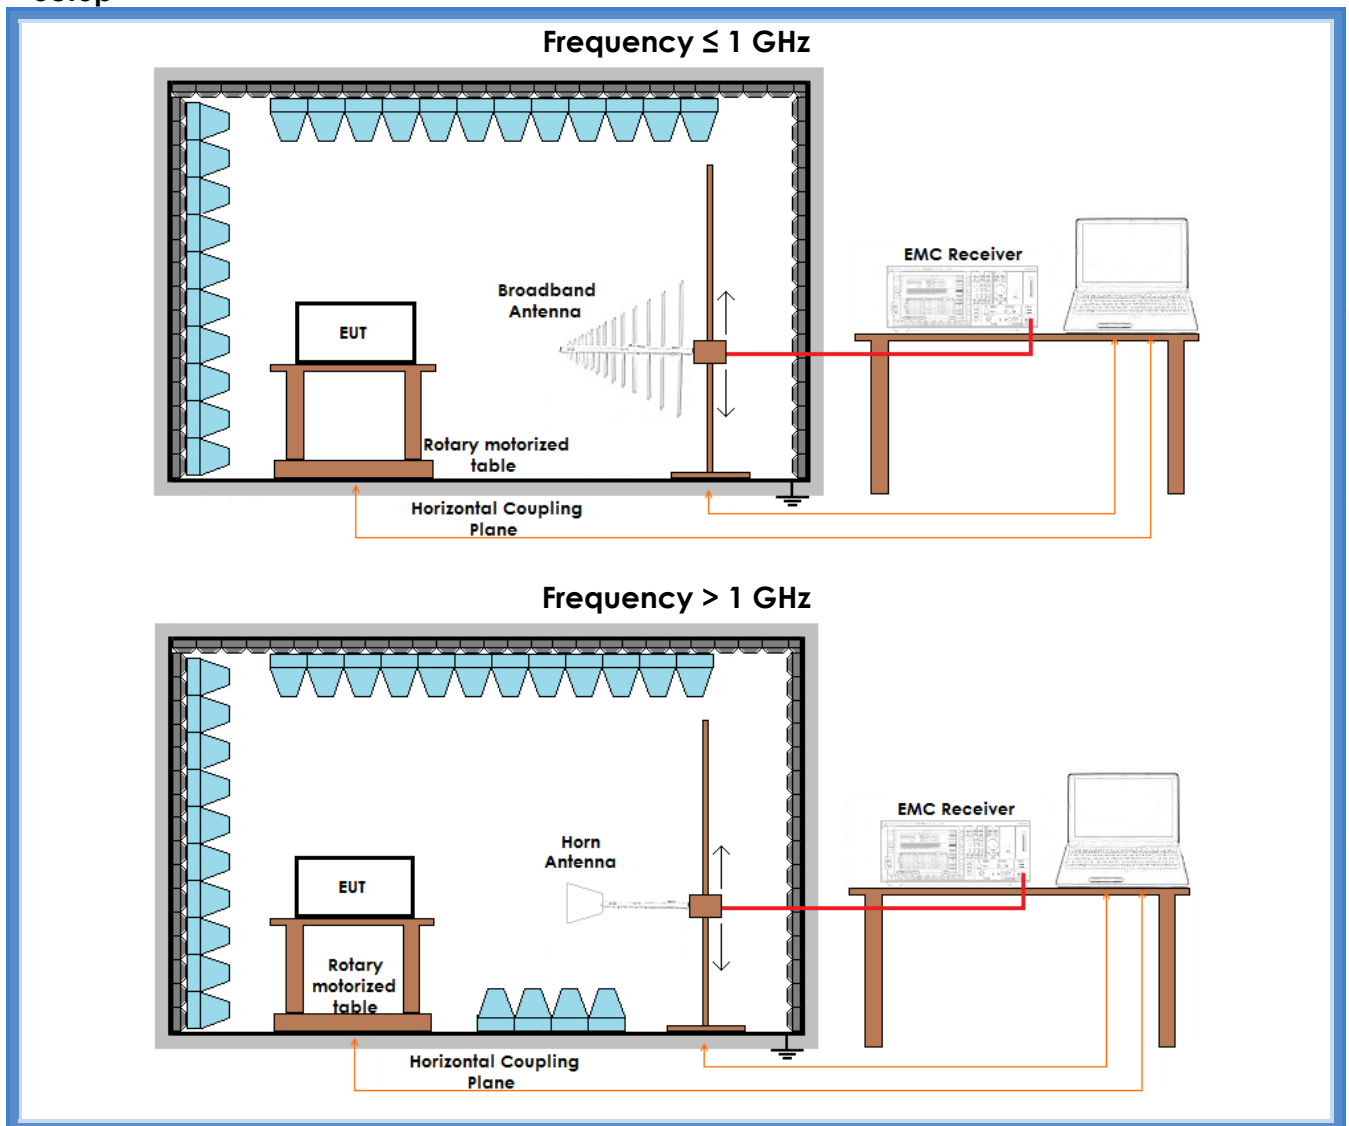 Setup
Frequency ≤ 1 GHz
EMC Receiver
Broadband
Antenna
EUT
Rotary motorized
table
Horizontal Coupling
Plane
Frequency > 1 GHz
EMC Receiver
Horn
Antenna
EUT
Rotary
motorized
table
Horizontal Coupling
Plane